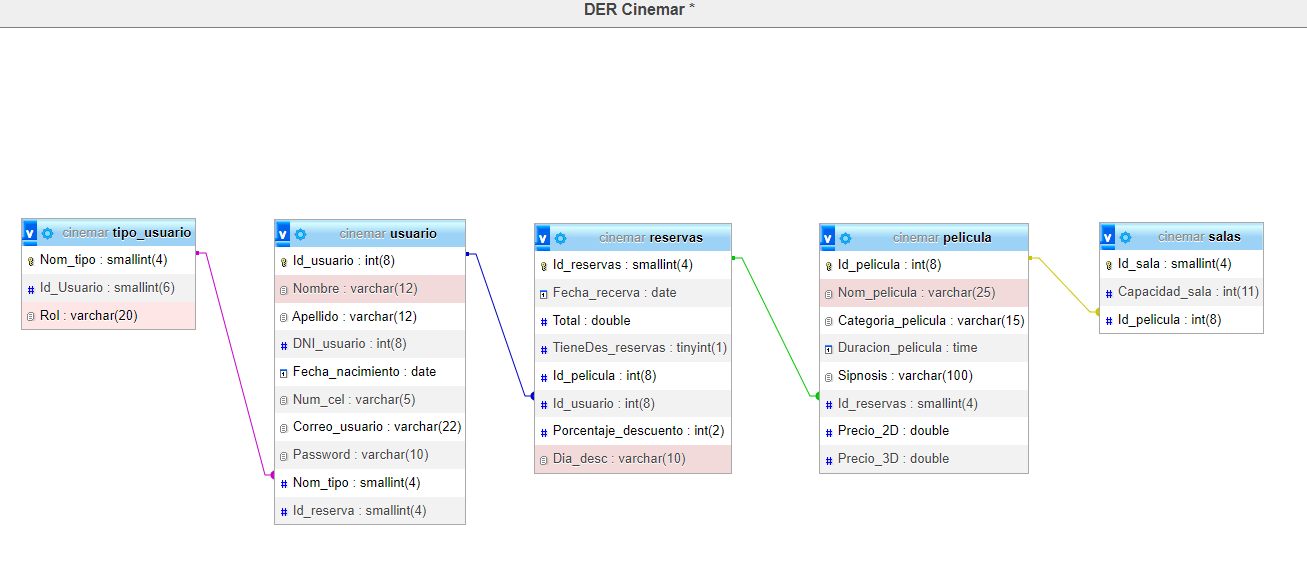 DER Cinemar *
cinemar tipo_usuario
Nom_tipo : smallint(4)
Id_Usuario : smallint(6)
Rol : varchar(20)
cinemar usuario
Id_usuario : int(8)
Nombre : varchar(12)
Apellido : varchar(12)
DNI_usuario : int(8)
Fecha_nacimiento : date
Num_cel : varchar(5)
Correo_usuario : varchar(22)
Password : varchar(10)
Nom_tipo : smallint(4)
Id_reserva : smallint(4)
cinemar reservas
Id_reservas : smallint(4)
Fecha_recerva : date
Total : double
TieneDes_reservas : tinyint(1)
Id_pelicula : int(8)
Id_usuario : int(8)
Porcentaje_descuento : int(2)
Dia_desc : varchar(10)
cinemar pelicula
Id_pelicula : int(8)
Nom_pelicula : varchar(25)
Categoria_pelicula : varchar(15)
Duracion_pelicula : time
Sipnosis : varchar(100)
Id_reservas : smallint(4)
Precio_2D : double
Precio_3D : double
cinemar salas
Id_sala : smallint(4)
Capacidad_sala : int(11)
Id_pelicula : int(8)